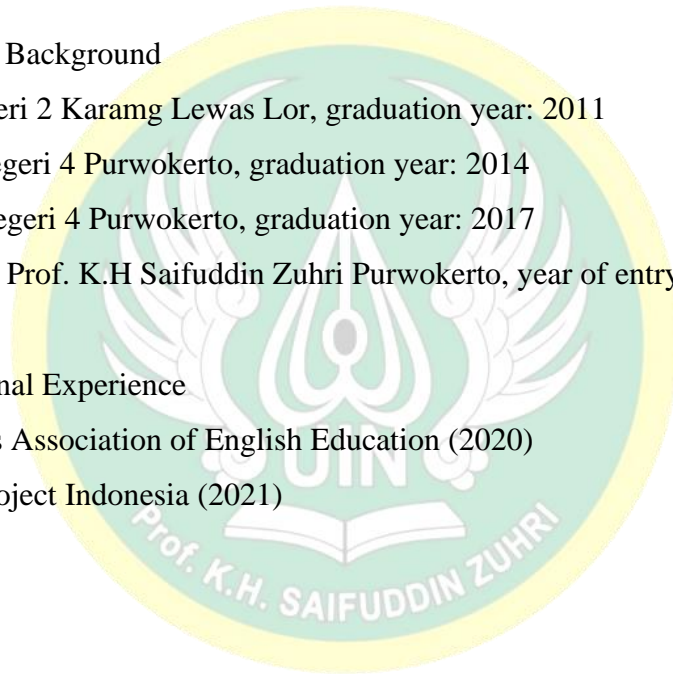 Background
eri 2 Karamg Lewas Lor, graduation year: 2011
egeri 4 Purwokerto, graduation year: 2014
egeri 4 Purwokerto, graduation year: 2017
Prof. K.H Saifuddin Zuhri Purwokerto, year of entry
nal Experience
s Association of English Education (2020)
oject Indonesia (2021)
UIN
Prof. K.H. SAIFUDDIN ZUHRI